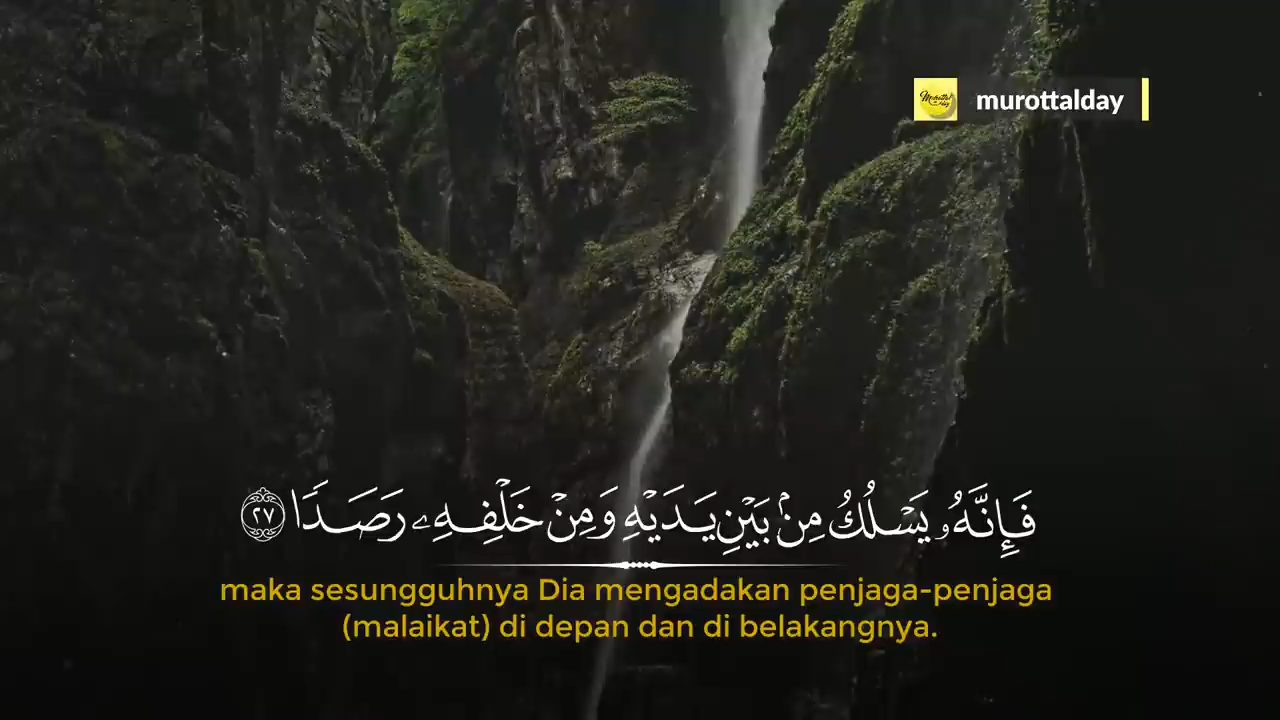 murottalday
فَإِنَّهُۥ يَسْلُكُ مِنۢ بَيْنِ يَدَيْهِ وَمِنْ خَلْفِهِۦ رَصَدًا ٢٧
maka sesungguhnya Dia mengadakan penjaga-penjaga
(malaikat) di depan dan di belakangnya.